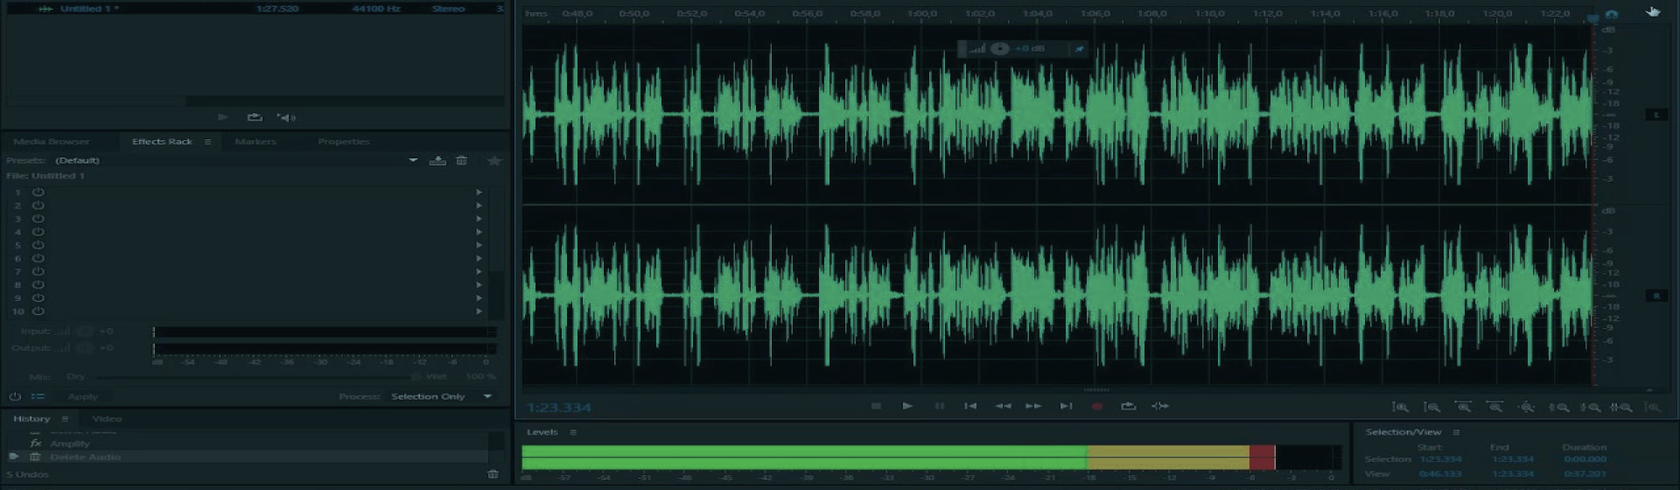 Untitled 1 * 1:27.520 44100 Hz Stereo 3
Media Browser Effects Rack Markers Properties
Presets: (Default)
File: Untitled 1
1
2
3
4
5
6
7
8
9
10
Input: +0
Output: +0
dB -54 -48 -42 -36 -30 -24 -18 -12 -6 0
Mix: Dry Wet 100 %
Apply Process: Selection Only
History Video
fx Amplify
Delete Audio
5 Undos
hms 0:48,0 0:50,0 0:52,0 0:54,0 0:56,0 0:58,0 1:00,0 1:02,0 1:04,0 1:06,0 1:08,0 1:10,0 1:12,0 1:14,0 1:16,0 1:18,0 1:20,0 1:22,0
+0 dB
dB
-3
-6
-9
-12
-18
-∞
-18
-12
-9
-6
-3
L
dB
-3
-6
-9
-12
-18
-∞
-18
-12
-9
-6
-3
R
1:23.334
Levels
dB -57 -54 -51 -48 -45 -42 -39 -36 -33 -30 -27 -24 -21 -18 -15 -12 -9 -6 -3 0
Selection/View
Start End Duration
Selection 1:23.334 1:23.334 0:00.000
View 0:46.133 1:23.334 0:37.201